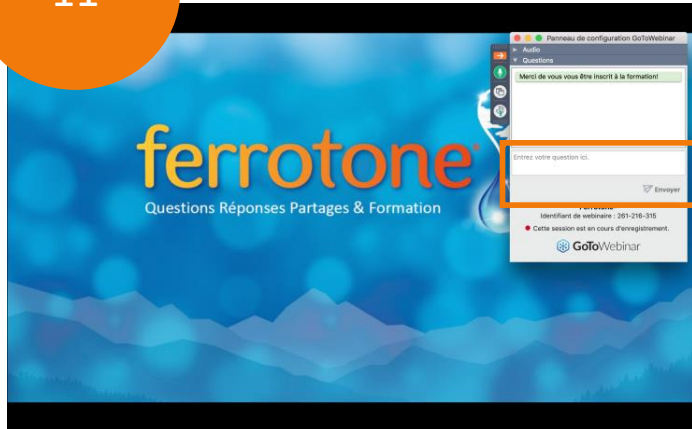 11
Panneau de configuration GoToWebinar
Audio
Questions
Merci de vous vous être inscrit à la formation!
ferrotone
Questions Réponses Partages & Formation
Entrez votre question ici.
Envoyer
Ferrotone
Identifiant de webinaire : 261-216-315
Cette session est en cours d'enregistrement.
GoToWebinar